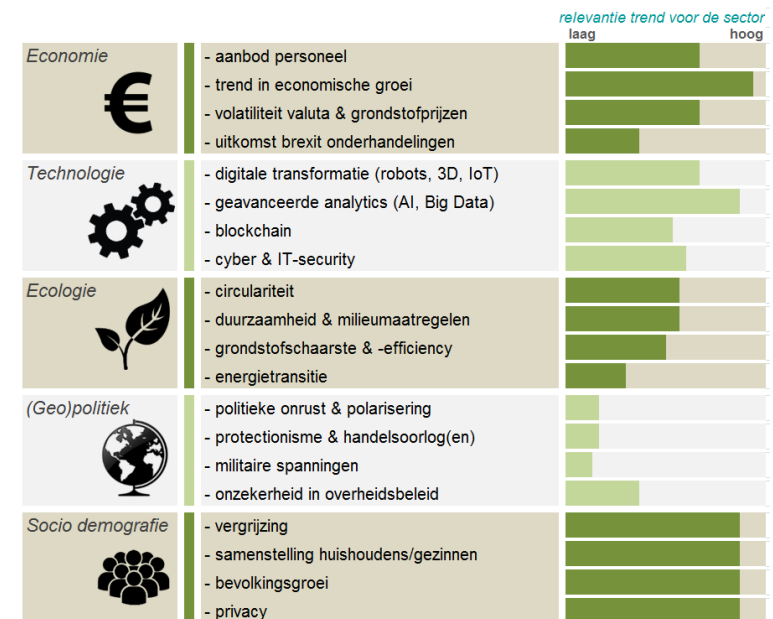 relevantie trend voor de sector
laag hoog
Economie
- aanbod personeel
- trend in economische groei
- volatiliteit valuta & grondstofprijzen
- uitkomst brexit onderhandelingen
Technologie
- digitale transformatie (robots, 3D, IoT)
- geavanceerde analytics (AI, Big Data)
- blockchain
- cyber & IT-security
Ecologie
- circulariteit
- duurzaamheid & milieumaatregelen
- grondstofschaarste & -efficiency
- energietransitie
(Geo)politiek
- politieke onrust & polarisering
- protectionisme & handelsoorlog(en)
- militaire spanningen
- onzekerheid in overheidsbeleid
Socio demografie
- vergrijzing
- samenstelling huishoudens/gezinnen
- bevolkingsgroei
- privacy